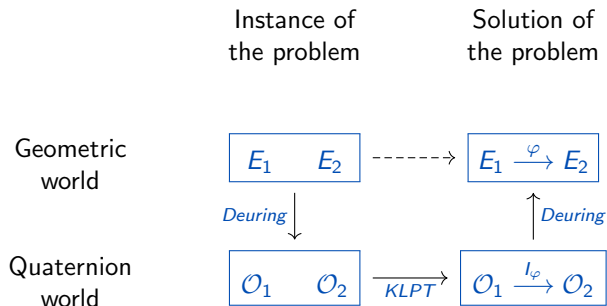 Instance of
the problem
Solution of
the problem
Geometric
world
E₁ E₂
E₁ →^φ E₂
Deuring
Deuring
Quaternion
world
𝒪₁ 𝒪₂
KLPT
𝒪₁ →^{I_φ} 𝒪₂